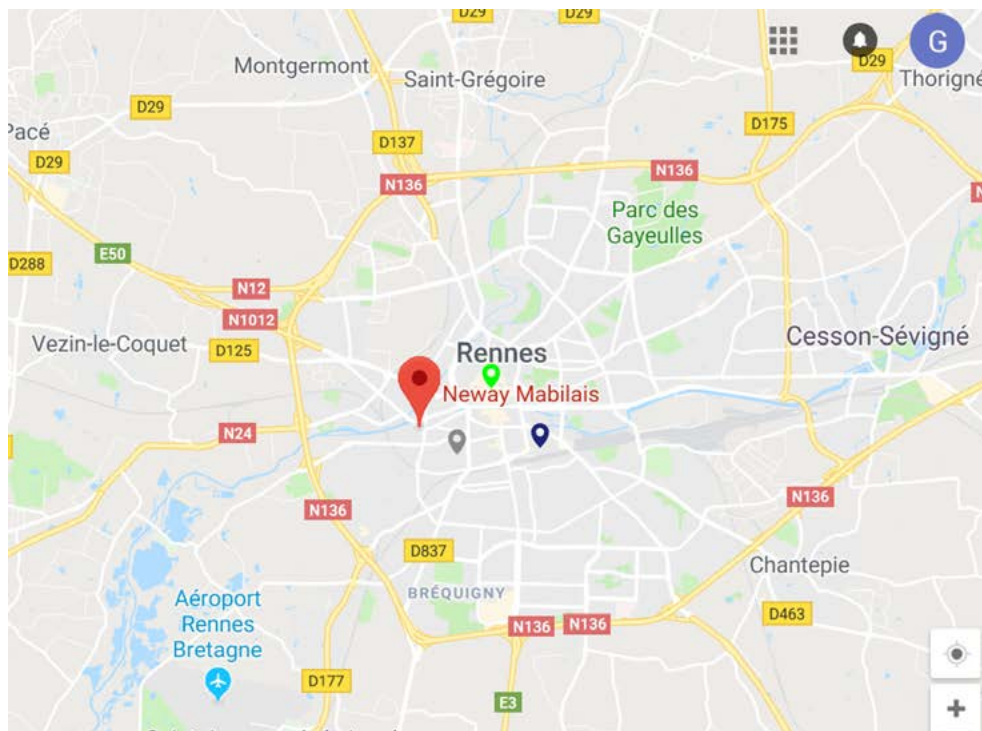 D29
D29
Montgermont
Saint-Grégoire
G
D29
Thorigné
D29
Pacé
D175
D137
D29
N136
N136
Parc des
Gayeulles
E50
D288
N12
N1012
Vezin-le-Coquet
D125
Rennes
Cesson-Sévigné
Neway Mabilais
N24
N136
N136
D837
Chantepie
BRÉQUIGNY
Aéroport
Rennes
Bretagne
D463
N136
N136
D177
E3